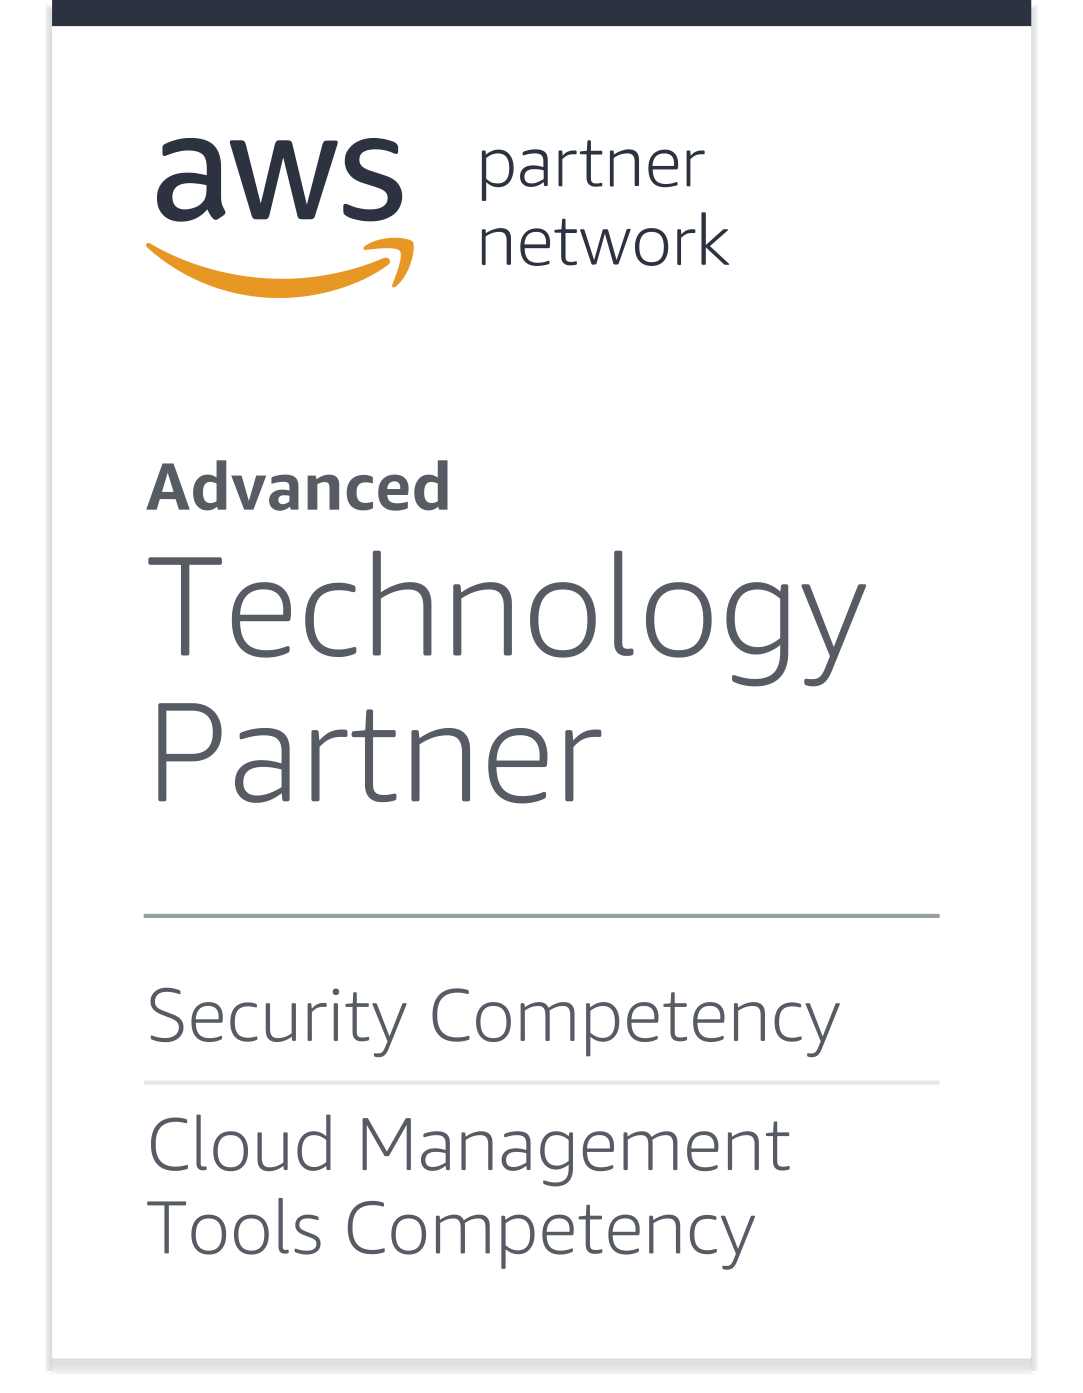 aws
partner
network
Advanced
Technology
Partner
Security Competency
Cloud Management
Tools Competency